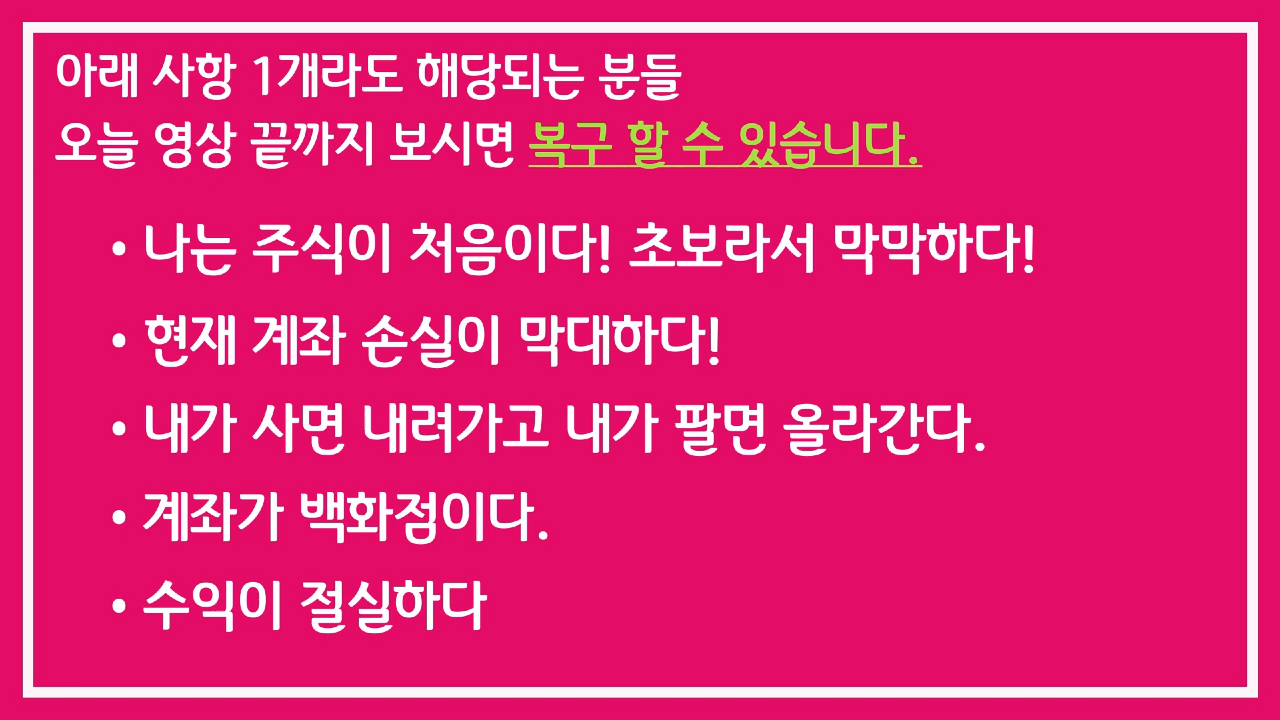 아래 사항 1개라도 해당되는 분들
오늘 영상 끝까지 보시면 복구 할 수 있습니다.
• 나는 주식이 처음이다! 초보라서 막막하다!
• 현재 계좌 손실이 막대하다!
• 내가 사면 내려가고 내가 팔면 올라간다.
• 계좌가 백화점이다.
• 수익이 절실하다